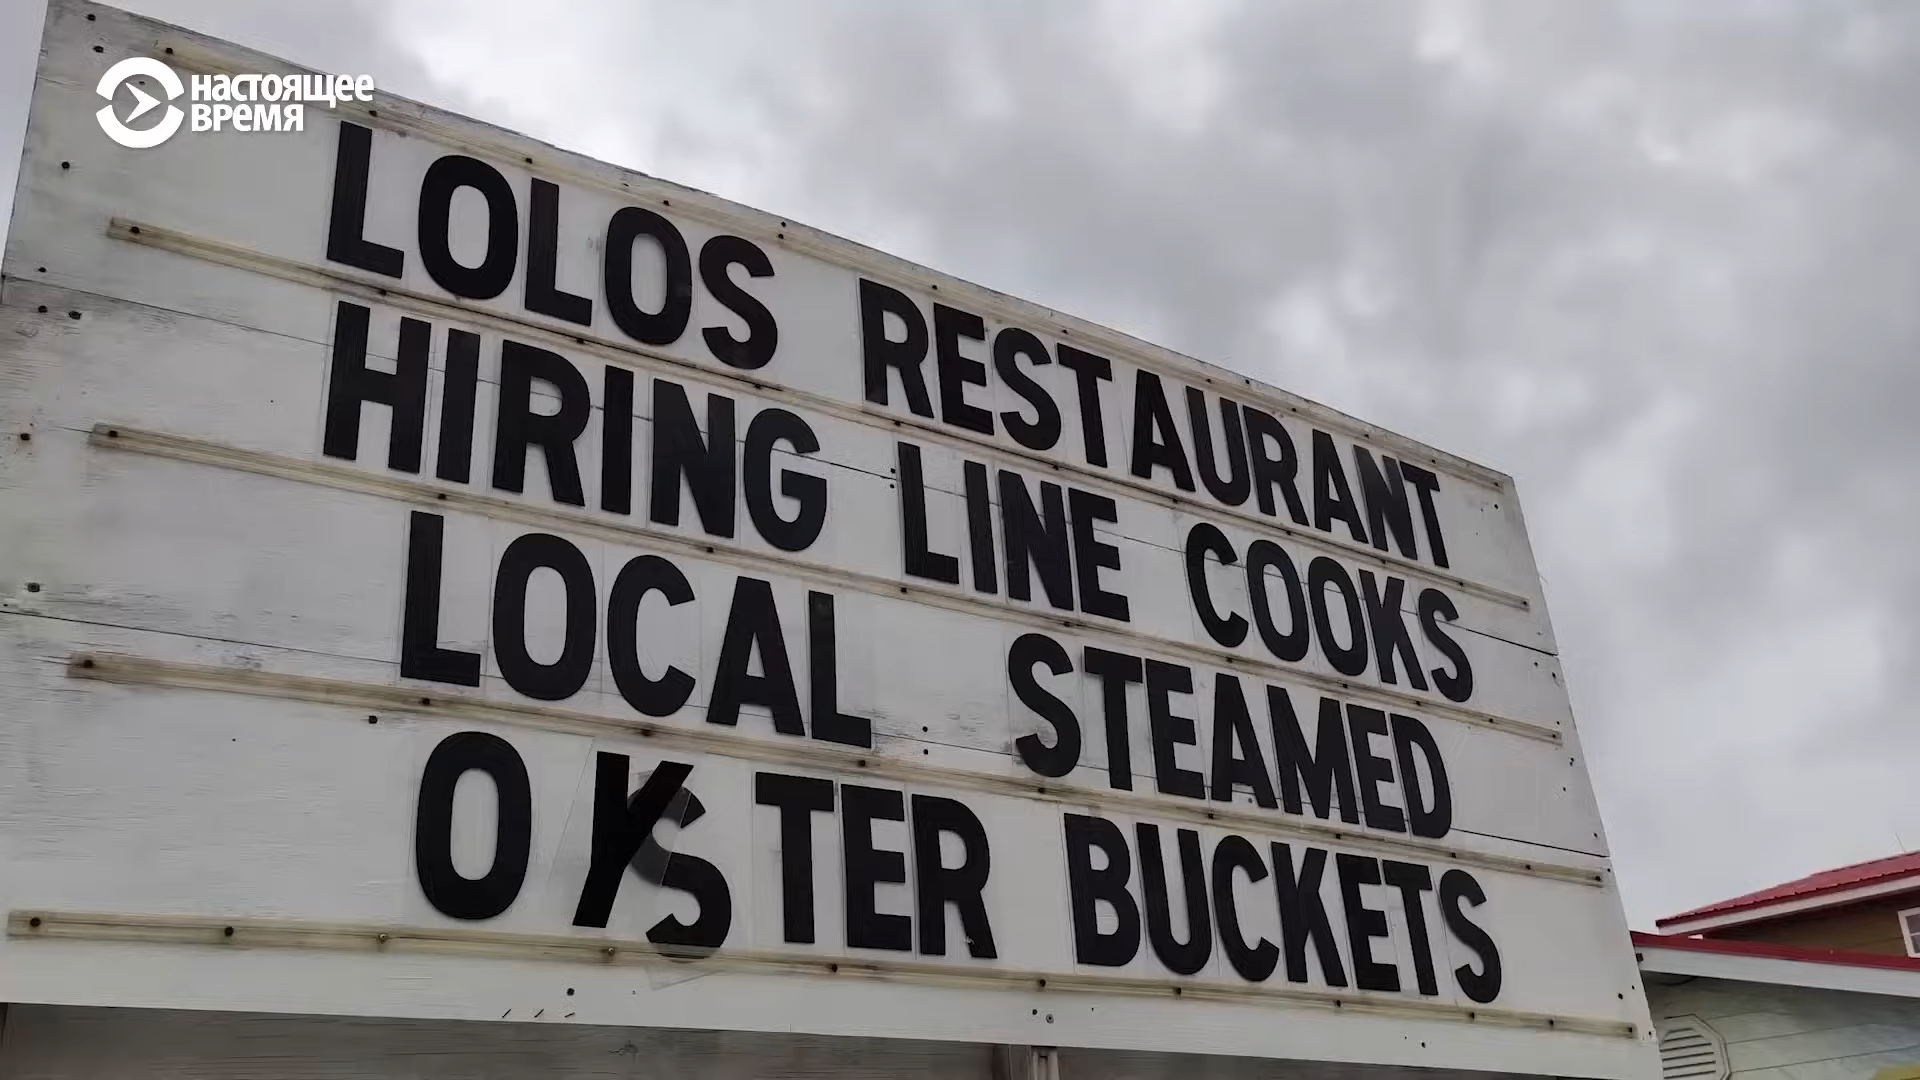 НАСТОЯЩЕЕ
ВРЕМЯ
LOLOS RESTAURANT
HIRING LINE COOKS
LOCAL STEAMED
OYSTER BUCKETS